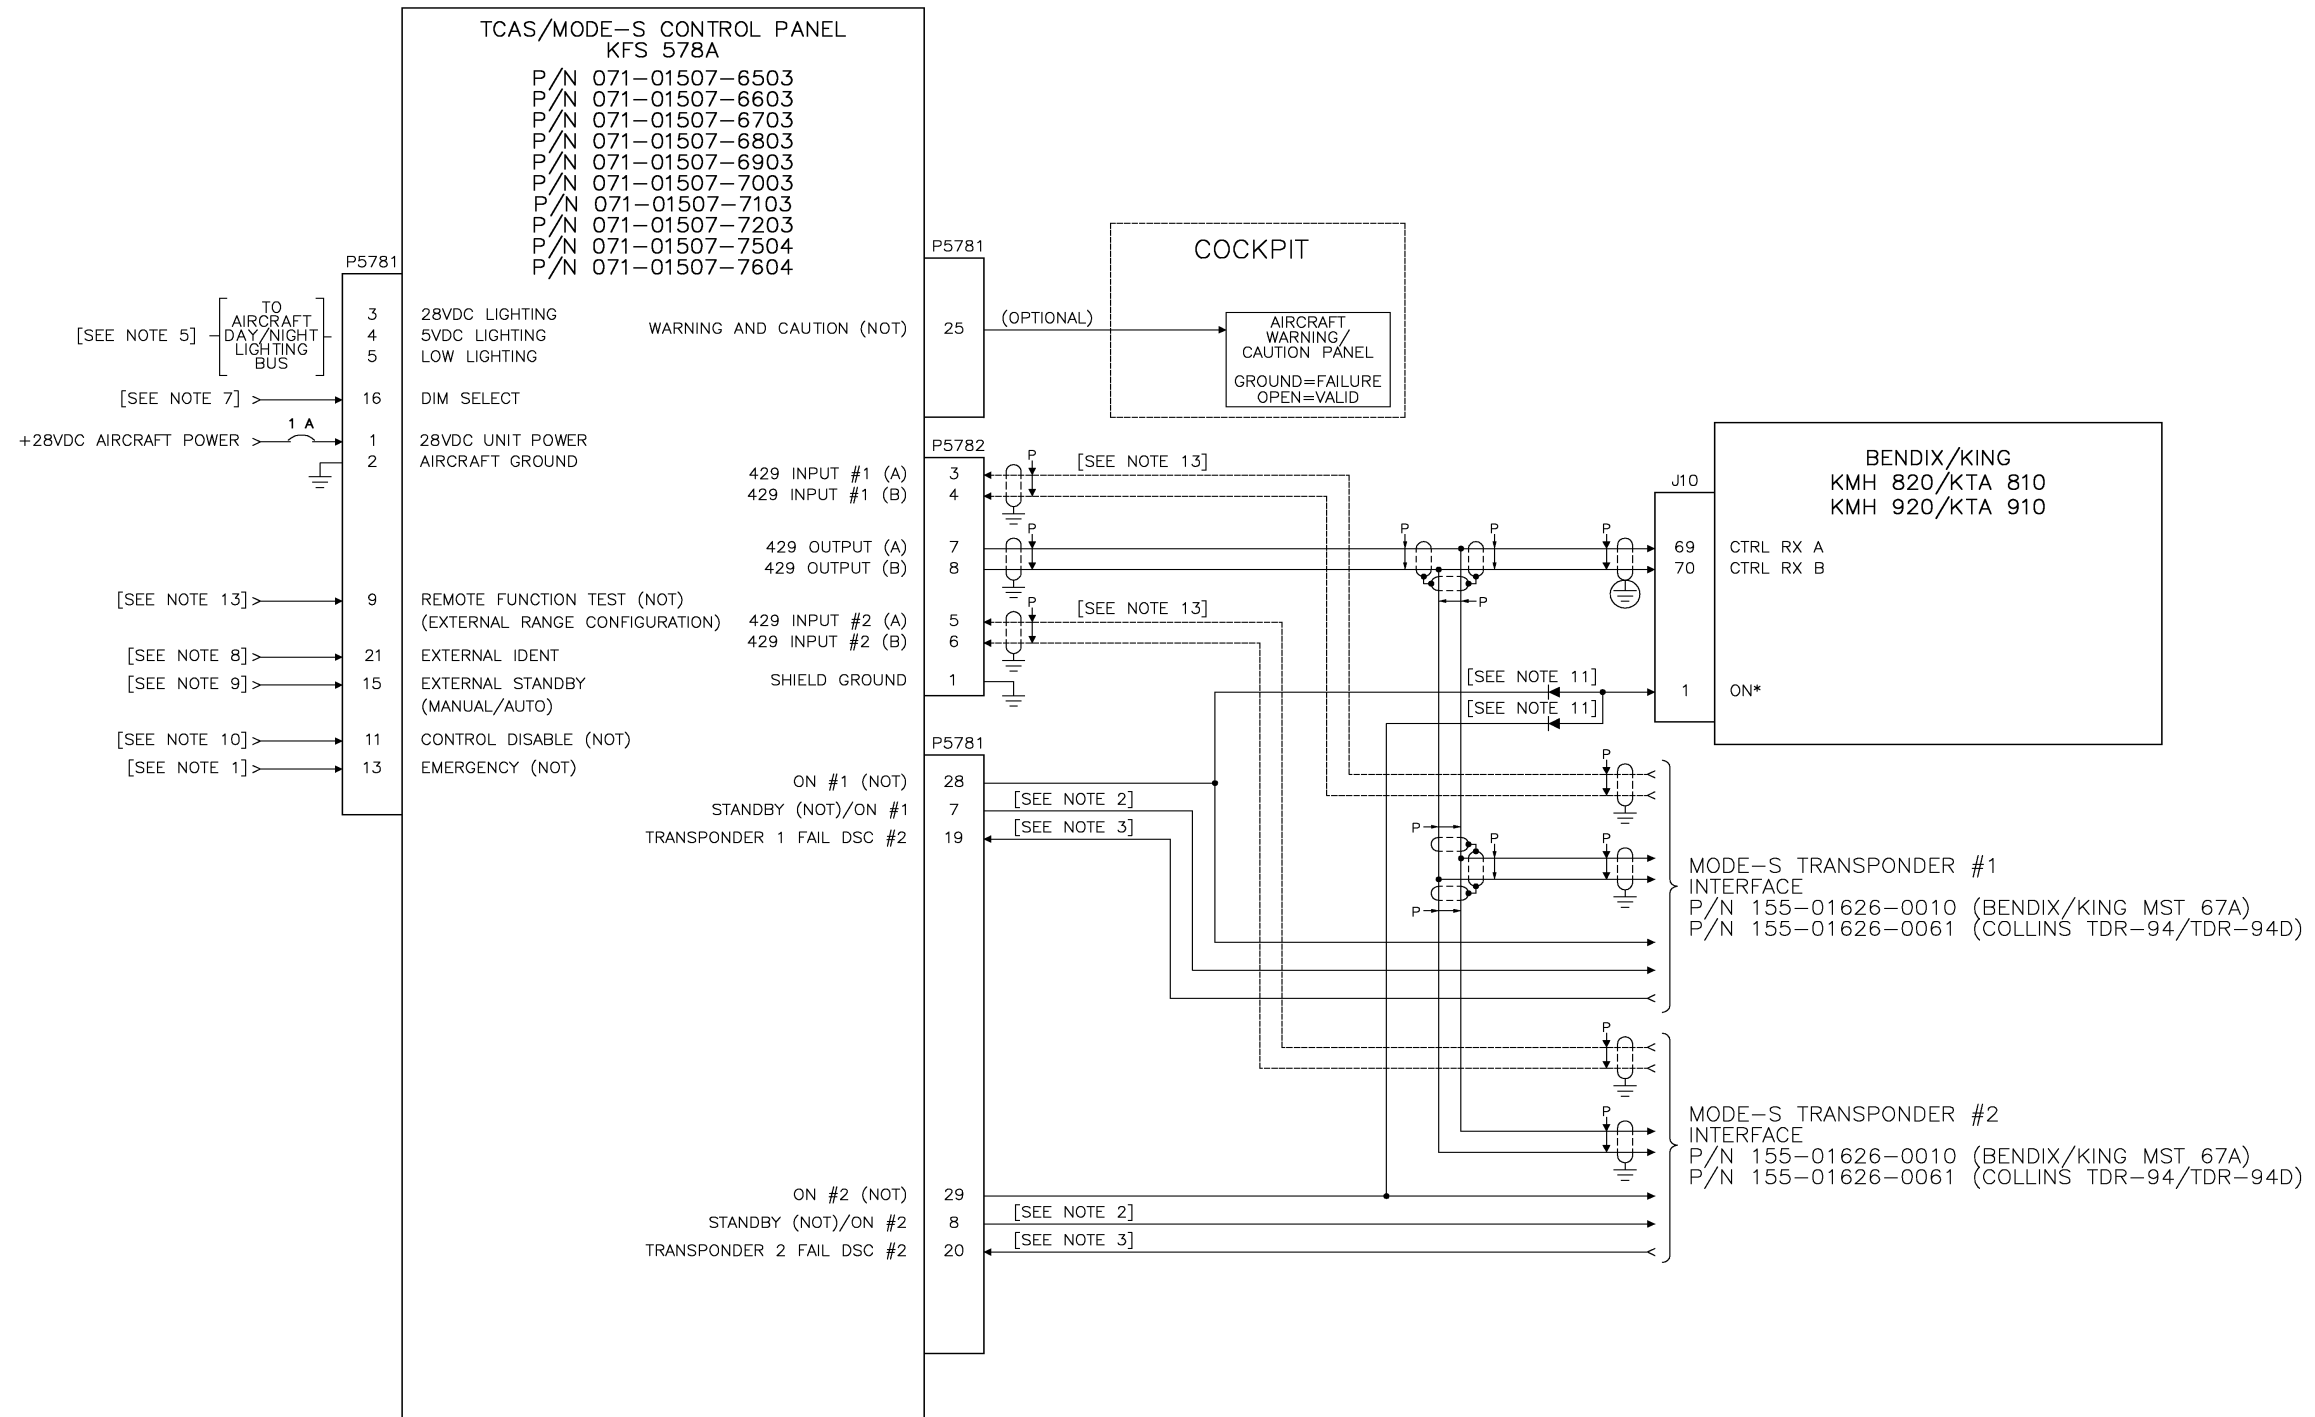 TCAS/MODE-S CONTROL PANEL
KFS 578A
P/N 071-01507-6503
P/N 071-01507-6603
P/N 071-01507-6703
P/N 071-01507-6803
P/N 071-01507-6903
P/N 071-01507-7003
P/N 071-01507-7103
P/N 071-01507-7203
P/N 071-01507-7504
P/N 071-01507-7604
P5781
[SEE NOTE 5]
TO
AIRCRAFT
DAY/NIGHT
LIGHTING
BUS
3 28VDC LIGHTING
4 5VDC LIGHTING
5 LOW LIGHTING
[SEE NOTE 7] 16 DIM SELECT
1 A
+28VDC AIRCRAFT POWER 1 28VDC UNIT POWER
2 AIRCRAFT GROUND
[SEE NOTE 13] 9 REMOTE FUNCTION TEST (NOT)
(EXTERNAL RANGE CONFIGURATION)
[SEE NOTE 8] 21 EXTERNAL IDENT
[SEE NOTE 9] 15 EXTERNAL STANDBY
(MANUAL/AUTO)
[SEE NOTE 10] 11 CONTROL DISABLE (NOT)
[SEE NOTE 1] 13 EMERGENCY (NOT)
P5781
WARNING AND CAUTION (NOT) 25 (OPTIONAL)
COCKPIT
AIRCRAFT
WARNING/
CAUTION PANEL
GROUND=FAILURE
OPEN=VALID
P5782
429 INPUT #1 (A) 3 P [SEE NOTE 13]
429 INPUT #1 (B) 4
429 OUTPUT (A) 7 P P P P
429 OUTPUT (B) 8
P
429 INPUT #2 (A) 5 P [SEE NOTE 13]
429 INPUT #2 (B) 6
SHIELD GROUND 1
BENDIX/KING
KMH 820/KTA 810
KMH 920/KTA 910
J10
69 CTRL RX A
70 CTRL RX B
[SEE NOTE 11] 1 ON*
[SEE NOTE 11]
P5781
ON #1 (NOT) 28
STANDBY (NOT)/ON #1 7 [SEE NOTE 2]
TRANSPONDER 1 FAIL DSC #2 19 [SEE NOTE 3]
P
P
P P
P
MODE-S TRANSPONDER #1
INTERFACE
P/N 155-01626-0010 (BENDIX/KING MST 67A)
P/N 155-01626-0061 (COLLINS TDR-94/TDR-94D)
P
P
MODE-S TRANSPONDER #2
INTERFACE
P/N 155-01626-0010 (BENDIX/KING MST 67A)
P/N 155-01626-0061 (COLLINS TDR-94/TDR-94D)
ON #2 (NOT) 29
STANDBY (NOT)/ON #2 8 [SEE NOTE 2]
TRANSPONDER 2 FAIL DSC #2 20 [SEE NOTE 3]